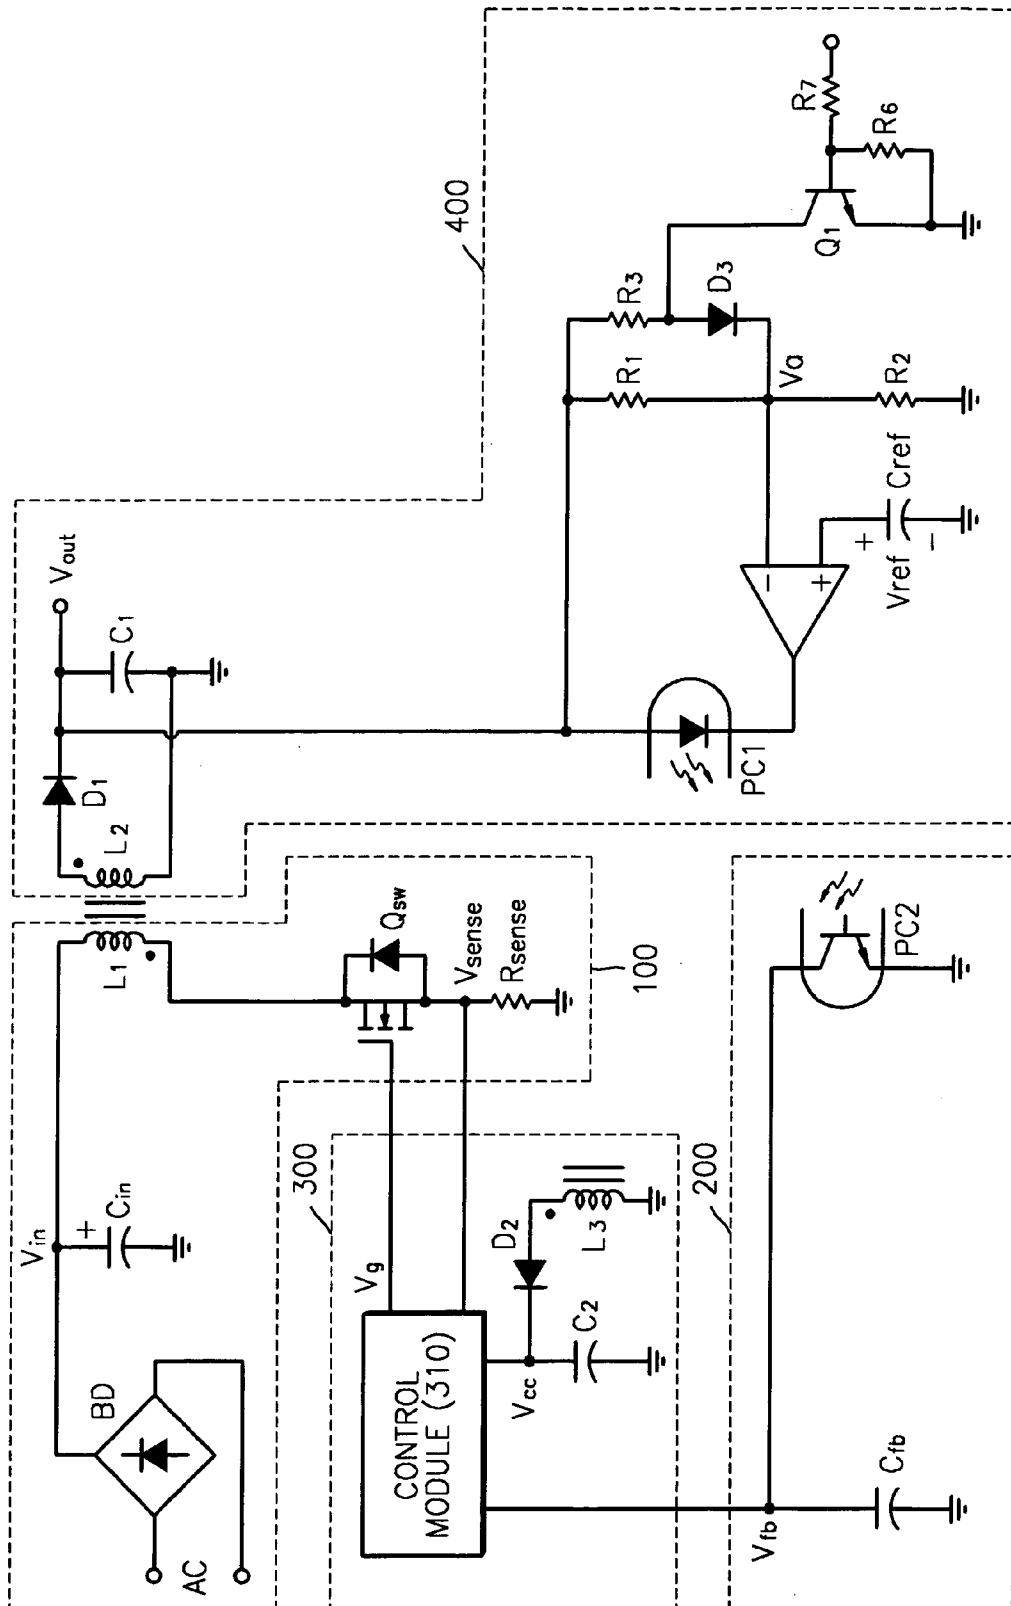 400
R7
R6
Q1
R3
D3
R1
Va
R2
Vout
C1
D1
L2
-
+
+
Vref
-
Cref
PC1
L1
Qsw
Vsense
Rsense
100
Vin
+
Cin
BD
AC
300
Vg
D2
L3
CONTROL
MODULE (310)
Vcc
C2
200
PC2
Vfb
Cfb